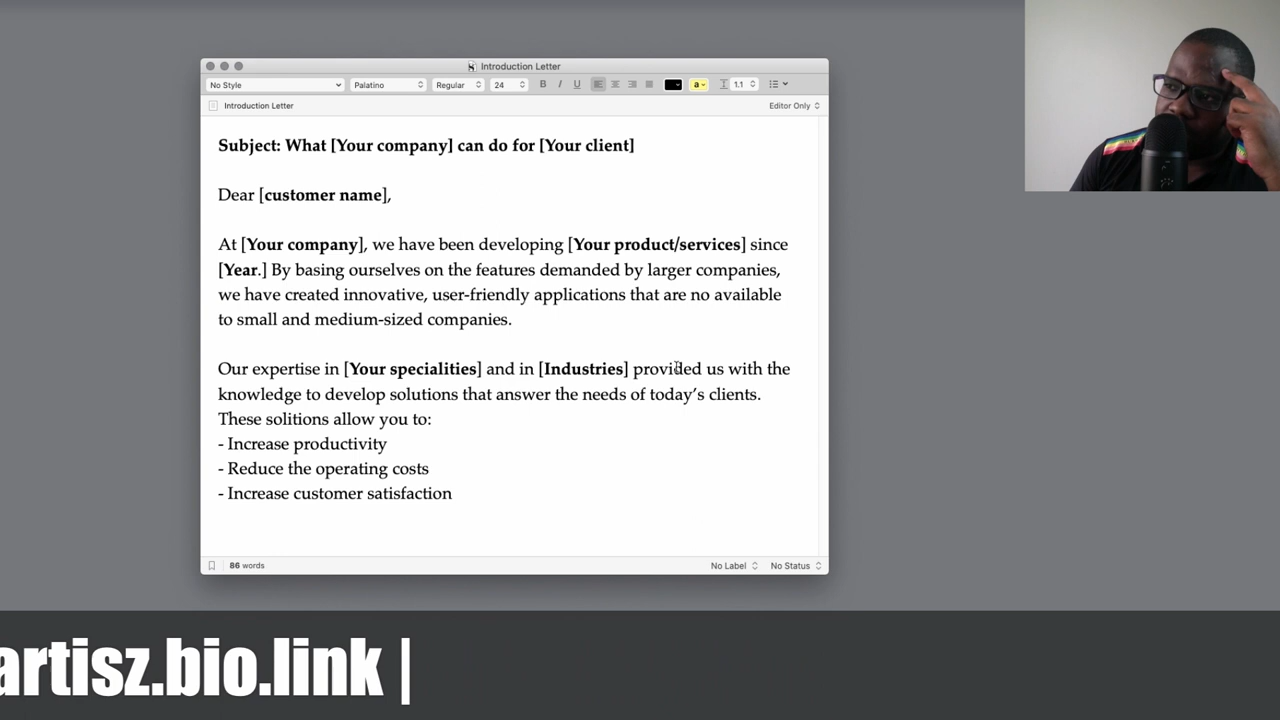 Introduction Letter
No Style
Palatino
Regular
24
B
I
U
a
1.1
Introduction Letter
Editor Only
Subject: What [Your company] can do for [Your client]
Dear [customer name],
At [Your company], we have been developing [Your product/services] since
[Year.] By basing ourselves on the features demanded by larger companies,
we have created innovative, user-friendly applications that are no available
to small and medium-sized companies.
Our expertise in [Your specialities] and in [Industries] provided us with the
knowledge to develop solutions that answer the needs of today's clients.
These solitions allow you to:
- Increase productivity
- Reduce the operating costs
- Increase customer satisfaction
86 words
No Label
No Status
artisz.bio.link |